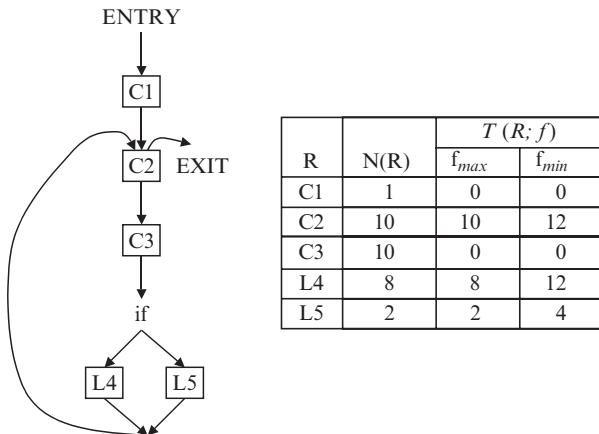 ENTRY
C1
C2
EXIT
C3
if
L4 L5
T (R; f)
R N(R) fmax fmin
C1 1 0 0
C2 10 10 12
C3 10 0 0
L4 8 8 12
L5 2 2 4